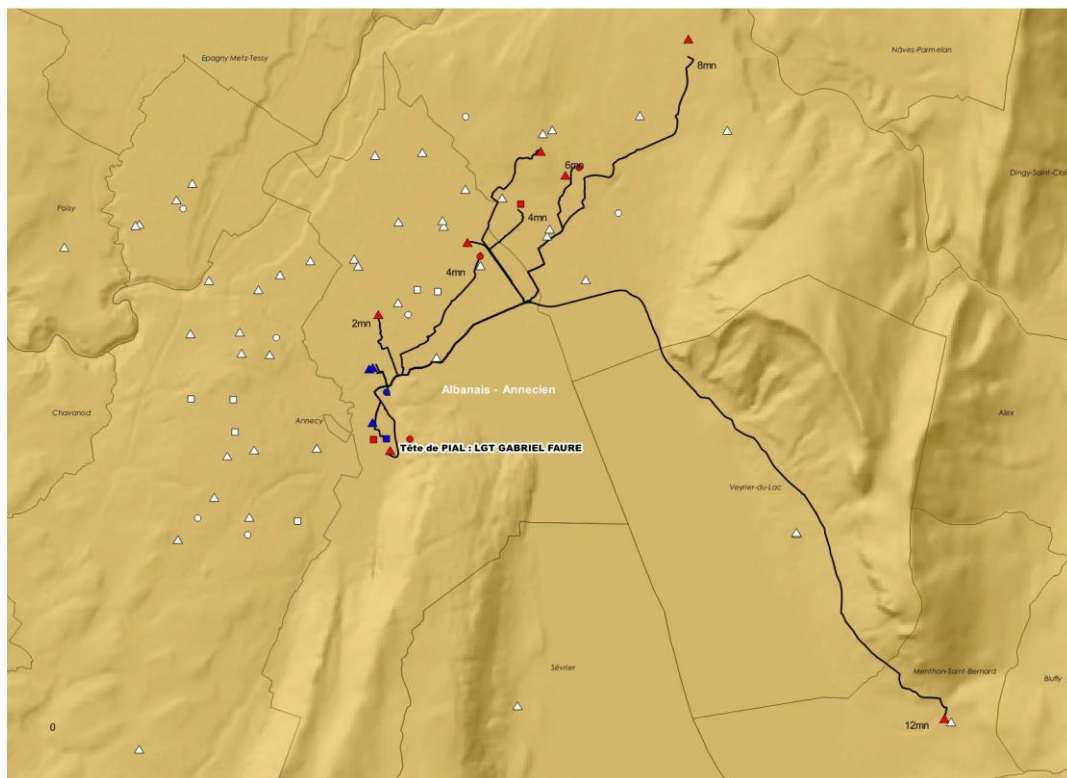 Nâves-Parmelan
Epagny Metz-Tessy
8mn
6mn
Dingy-Saint-Clair
Poisy
4mn
4mn
2mn
Albanais - Annecien
Chavanod
Annecy
Alex
Tête de PIAL : LGT GABRIEL FAURE
Veyrier-du-Lac
Sévrier
Menthon-Saint-Bernard
Bluffy
0
12mn